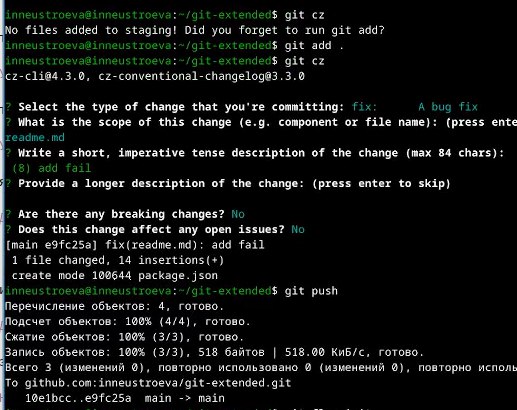 inneustroeva@inneustroeva:~/git-extended$ git cz
No files added to staging! Did you forget to run git add?
inneustroeva@inneustroeva:~/git-extended$ git add .
inneustroeva@inneustroeva:~/git-extended$ git cz
cz-cli@4.3.0, cz-conventional-changelog@3.3.0
? Select the type of change that you're committing: fix: A bug fix
? What is the scope of this change (e.g. component or file name): (press ente
readme.md
? Write a short, imperative tense description of the change (max 84 chars):
(8) add fail
? Provide a longer description of the change: (press enter to skip)
? Are there any breaking changes? No
? Does this change affect any open issues? No
[main e9fc25a] fix(readme.md): add fail
1 file changed, 14 insertions(+)
create mode 100644 package.json
inneustroeva@inneustroeva:~/git-extended$ git push
Перечисление объектов: 4, готово.
Подсчет объектов: 100% (4/4), готово.
Сжатие объектов: 100% (3/3), готово.
Запись объектов: 100% (3/3), 518 байтов | 518.00 КиБ/с, готово.
Всего 3 (изменений 0), повторно использовано 0 (изменений 0), повторно исполь
To github.com:inneustroeva/git-extended.git
10e1bcc..e9fc25a main -> main